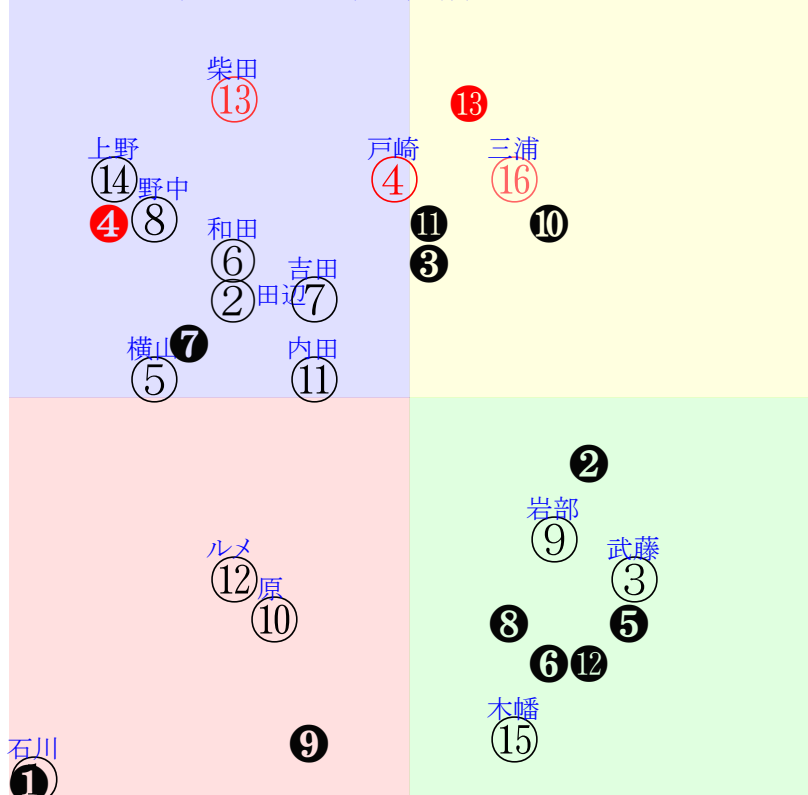 柴田
⑬
⓭
上野
戸崎
三浦
⑭
野中
④
⑯
❹
⑧
⓫
❿
和田
⑥
❸
吉田
②
田辺
⑦
横山
❼
内田
⑤
⑪
❷
岩部
⑨
ルメ
武藤
⑫
原
③
⑩
❽
❺
❻
⓬
木幡
⑮
石川
❾
❶